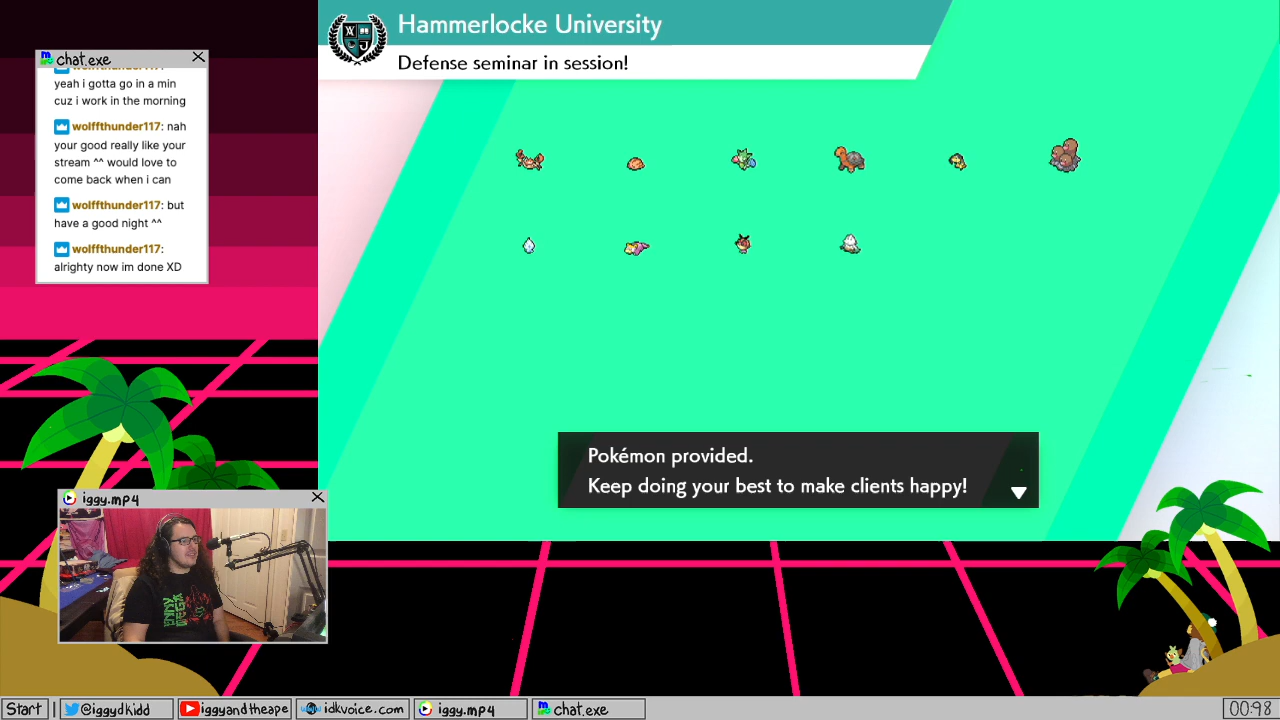 Hammerlocke University
Defense seminar in session!
chat.exe
yeah i gotta go in a min
cuz i work in the morning
wolffthunder117: nah
your good really like your
stream ^^ would love to
come back when i can
wolffthunder117: but
have a good night ^^
wolffthunder117:
alrighty now im done XD
Pokémon provided.
Keep doing your best to make clients happy!
iggy.mp4
Start
@iggydkidd
iggyandtheape
idkvoice.com
iggy.mp4
chat.exe
00:98